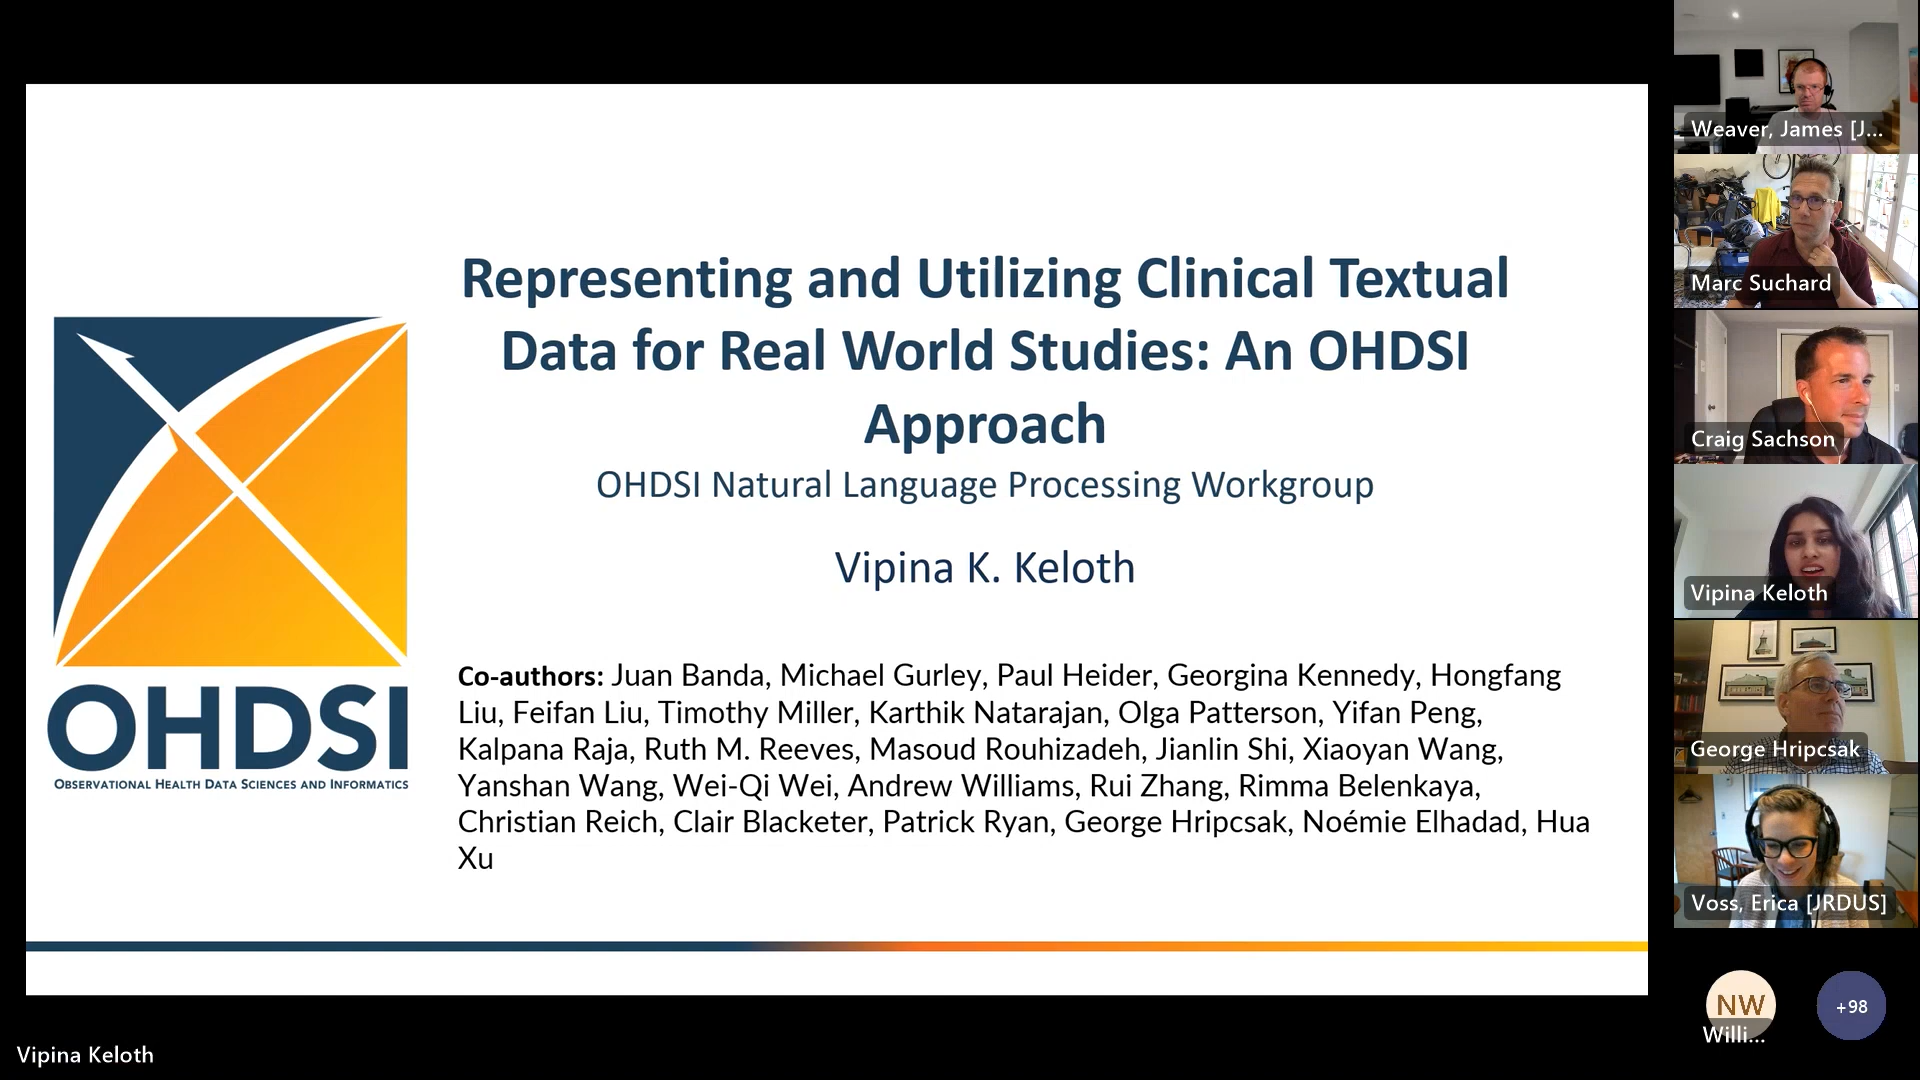 Representing and Utilizing Clinical Textual
Data for Real World Studies: An OHDSI
Approach
OHDSI Natural Language Processing Workgroup
Vipina K. Keloth
Co-authors: Juan Banda, Michael Gurley, Paul Heider, Georgina Kennedy, Hongfang
Liu, Feifan Liu, Timothy Miller, Karthik Natarajan, Olga Patterson, Yifan Peng,
Kalpana Raja, Ruth M. Reeves, Masoud Rouhizadeh, Jianlin Shi, Xiaoyan Wang,
Yanshan Wang, Wei-Qi Wei, Andrew Williams, Rui Zhang, Rimma Belenkaya,
Christian Reich, Clair Blacketer, Patrick Ryan, George Hripcsak, Noémie Elhadad, Hua
Xu
OHDSI
OBSERVATIONAL HEALTH DATA SCIENCES AND INFORMATICS
Vipina Keloth
Weaver, James [J...
Marc Suchard
Craig Sachson
Vipina Keloth
George Hripcsak
Voss, Erica [JRDUS]
NW
Willi...
+98